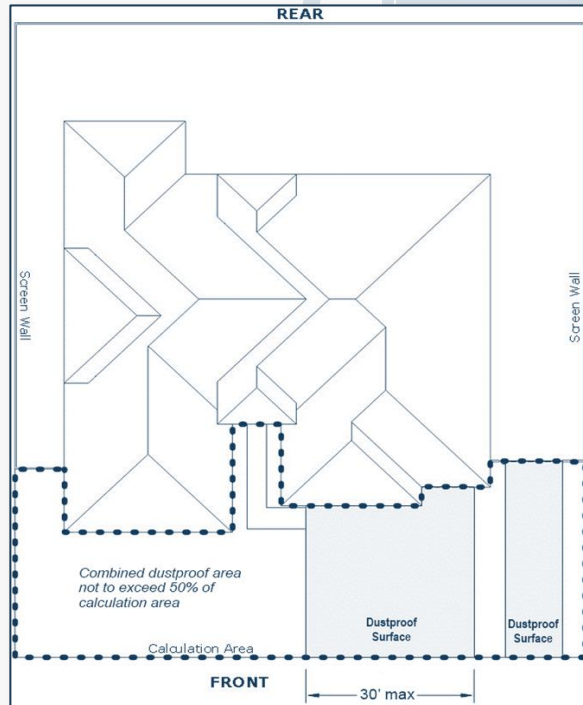 REAR
Screen Wall
Screen Wall
Combined dustproof area
not to exceed 50% of
calculation area
Dustproof
Surface
Dustproof
Surface
Calculation Area
FRONT
30' max